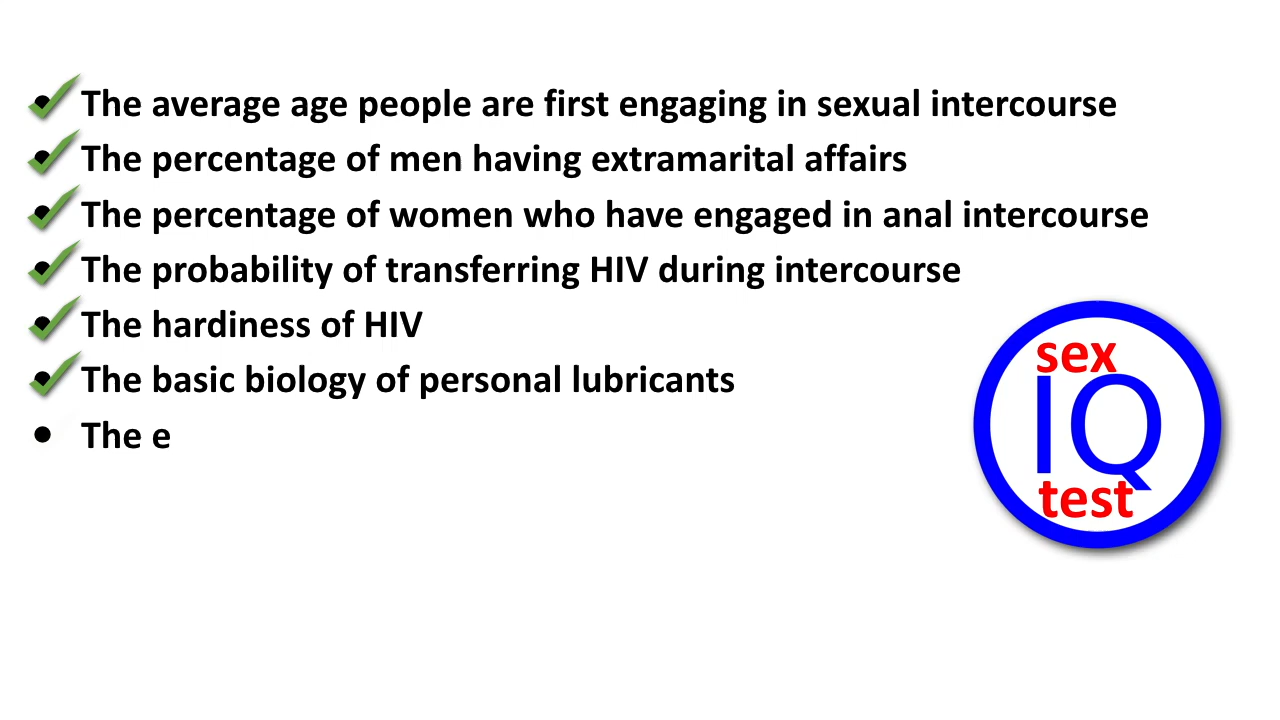 The average age people are first engaging in sexual intercourse
The percentage of men having extramarital affairs
The percentage of women who have engaged in anal intercourse
The probability of transferring HIV during intercourse
The hardiness of HIV
The basic biology of personal lubricants
The e
sex
IQ
test